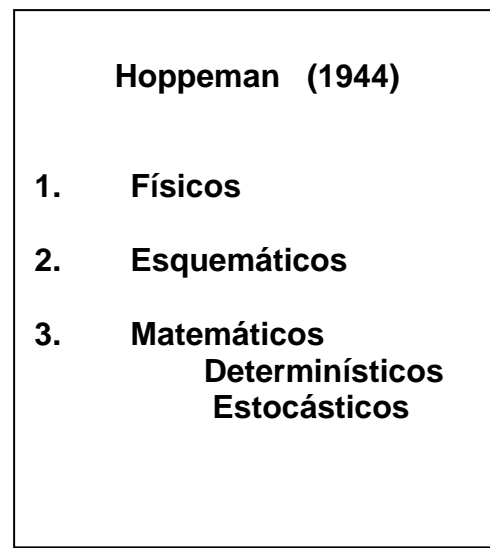 Hoppeman (1944)
1. Físicos
2. Esquemáticos
3. Matemáticos
Determinísticos
Estocásticos